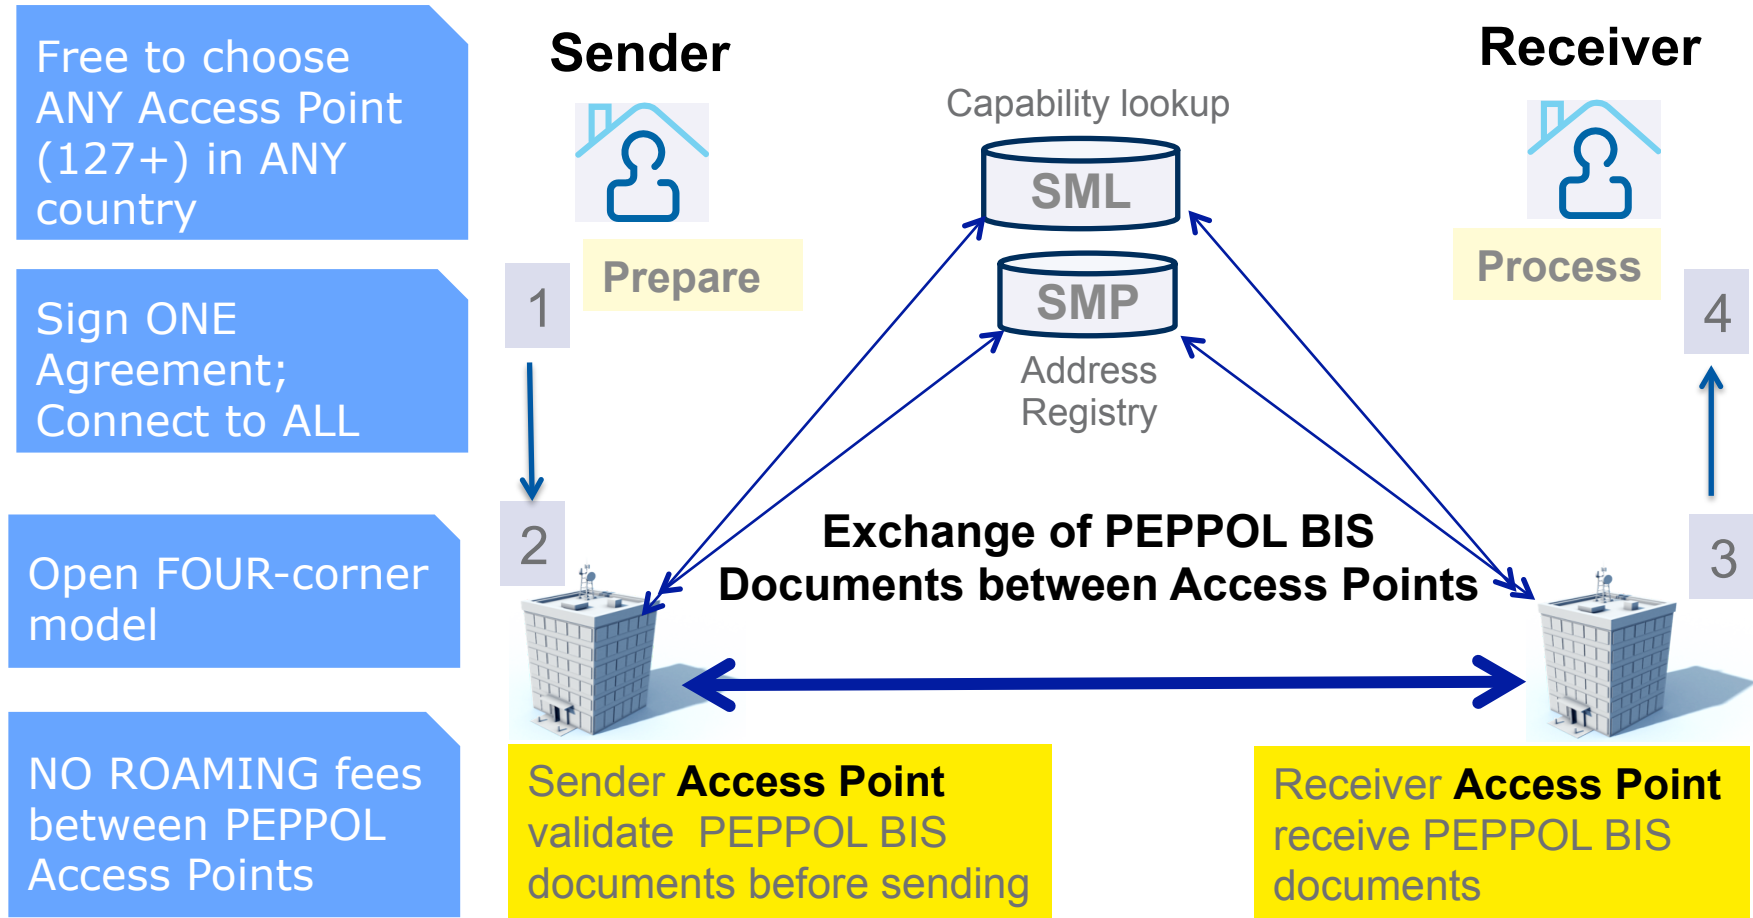 Free to choose
ANY Access Point
(127+) in ANY
country
Sign ONE
Agreement;
Connect to ALL
Open FOUR-corner
model
NO ROAMING fees
between PEPPOL
Access Points
Sender
Receiver
Capability lookup
SML
SMP
Address
Registry
Prepare
Process
1
2
4
3
Exchange of PEPPOL BIS
Documents between Access Points
Sender Access Point
validate PEPPOL BIS
documents before sending
Receiver Access Point
receive PEPPOL BIS
documents